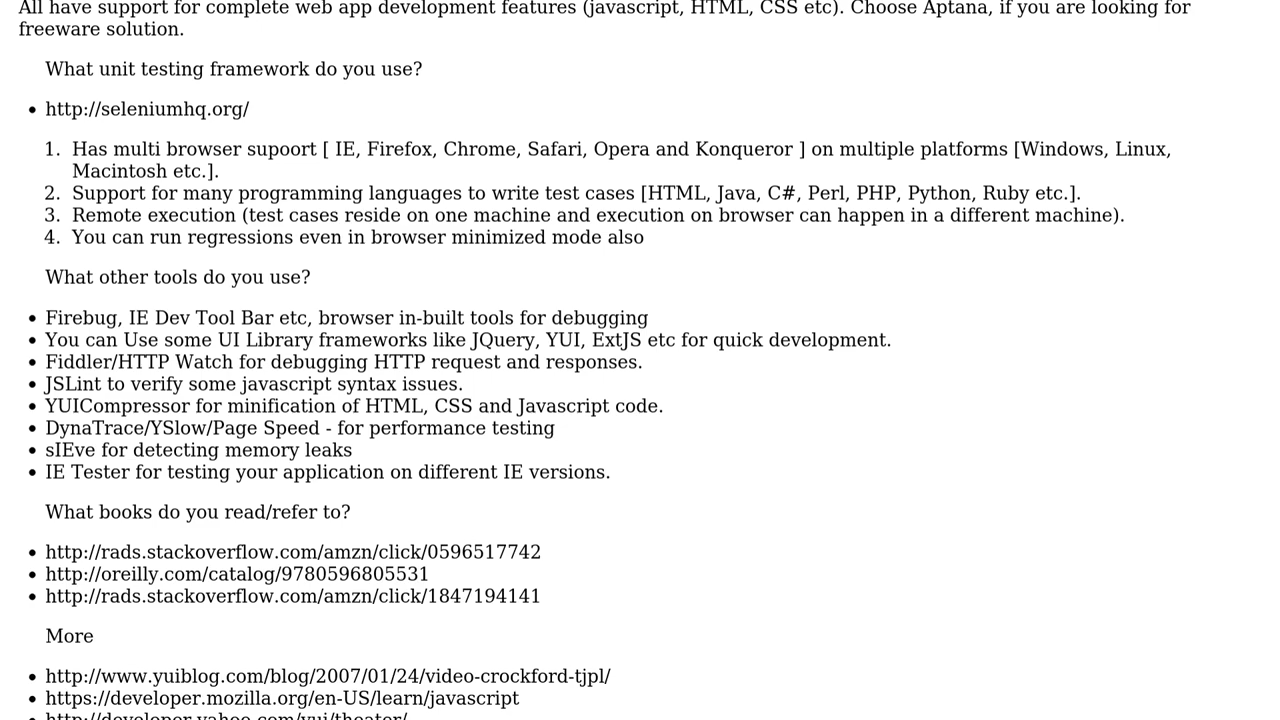 All have support for complete web app development features (javascript, HTML, CSS etc). Choose Aptana, if you are looking for
freeware solution.
What unit testing framework do you use?
• http://seleniumhq.org/
1. Has multi browser supoort [ IE, Firefox, Chrome, Safari, Opera and Konqueror ] on multiple platforms [Windows, Linux,
Macintosh etc.].
2. Support for many programming languages to write test cases [HTML, Java, C#, Perl, PHP, Python, Ruby etc.].
3. Remote execution (test cases reside on one machine and execution on browser can happen in a different machine).
4. You can run regressions even in browser minimized mode also
What other tools do you use?
• Firebug, IE Dev Tool Bar etc, browser in-built tools for debugging
• You can Use some UI Library frameworks like JQuery, YUI, ExtJS etc for quick development.
• Fiddler/HTTP Watch for debugging HTTP request and responses.
• JSLint to verify some javascript syntax issues.
• YUICompressor for minification of HTML, CSS and Javascript code.
• DynaTrace/YSlow/Page Speed - for performance testing
• sIEve for detecting memory leaks
• IE Tester for testing your application on different IE versions.
What books do you read/refer to?
• http://rads.stackoverflow.com/amzn/click/0596517742
• http://oreilly.com/catalog/9780596805531
• http://rads.stackoverflow.com/amzn/click/1847194141
More
• http://www.yuiblog.com/blog/2007/01/24/video-crockford-tjpl/
• https://developer.mozilla.org/en-US/learn/javascript
• http://developer.yahoo.com/yui/theater/